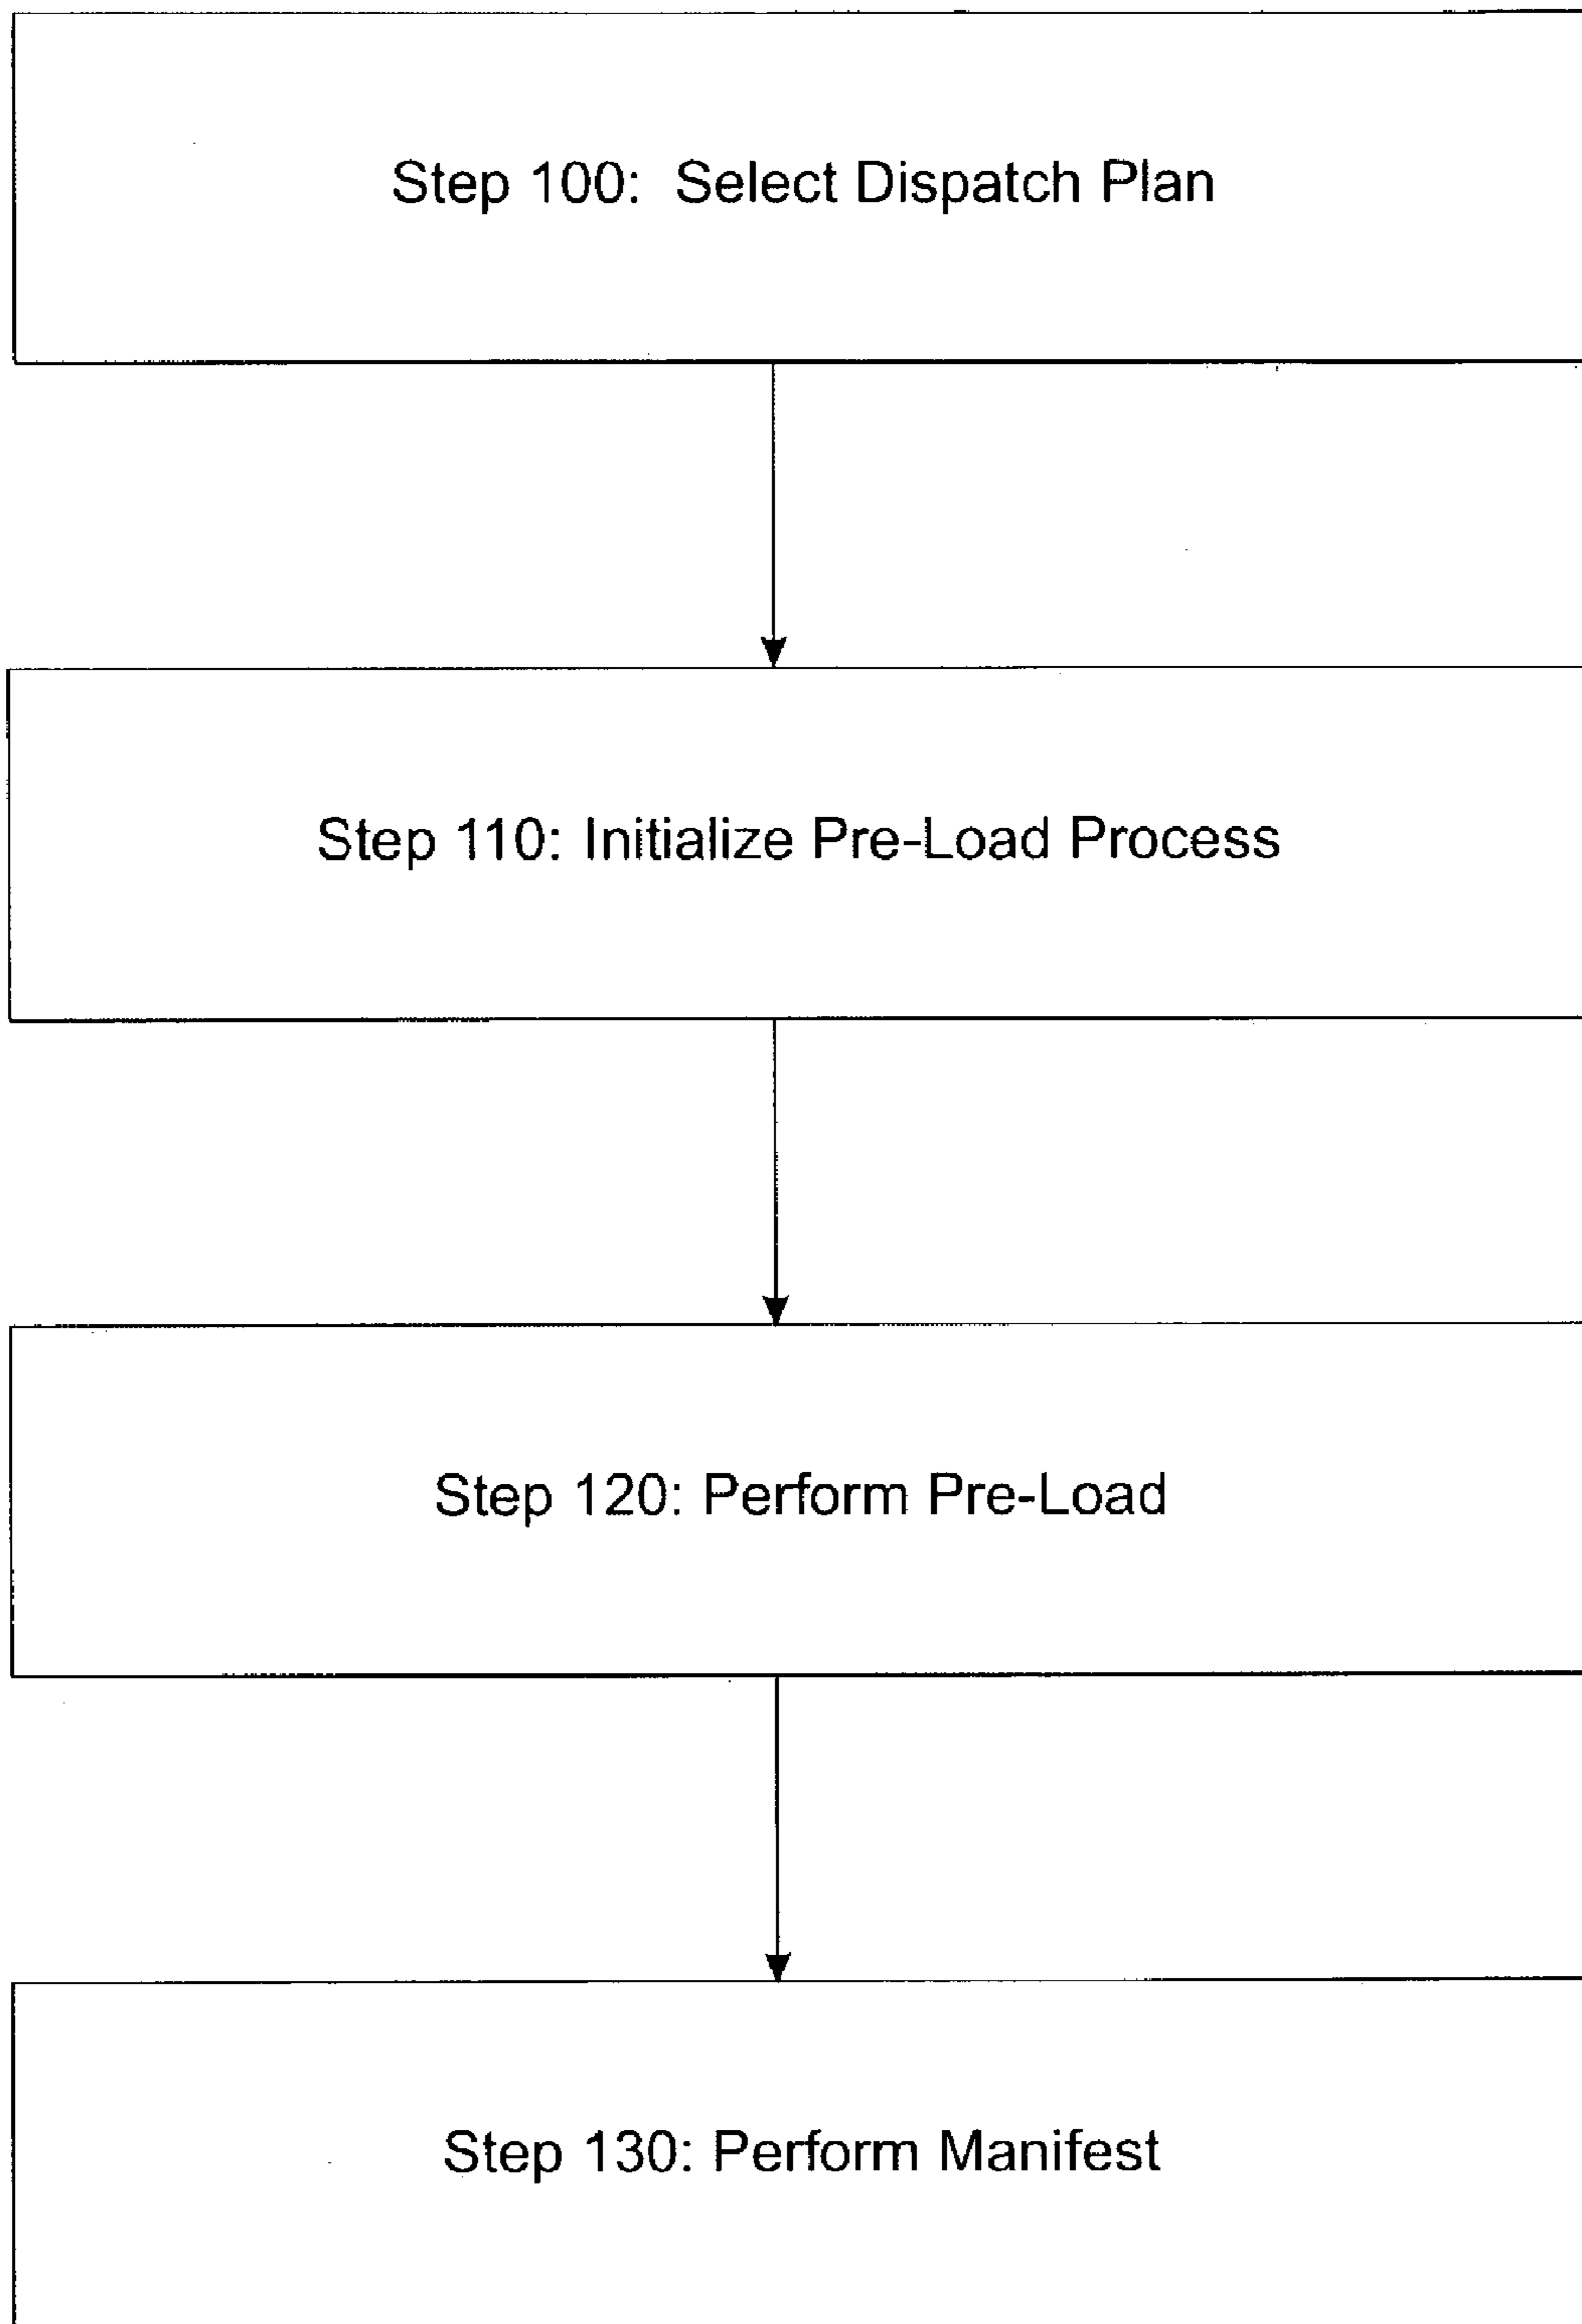 Step 100: Select Dispatch Plan
Step 110: Initialize Pre-Load Process
Step 120: Perform Pre-Load
Step 130: Perform Manifest